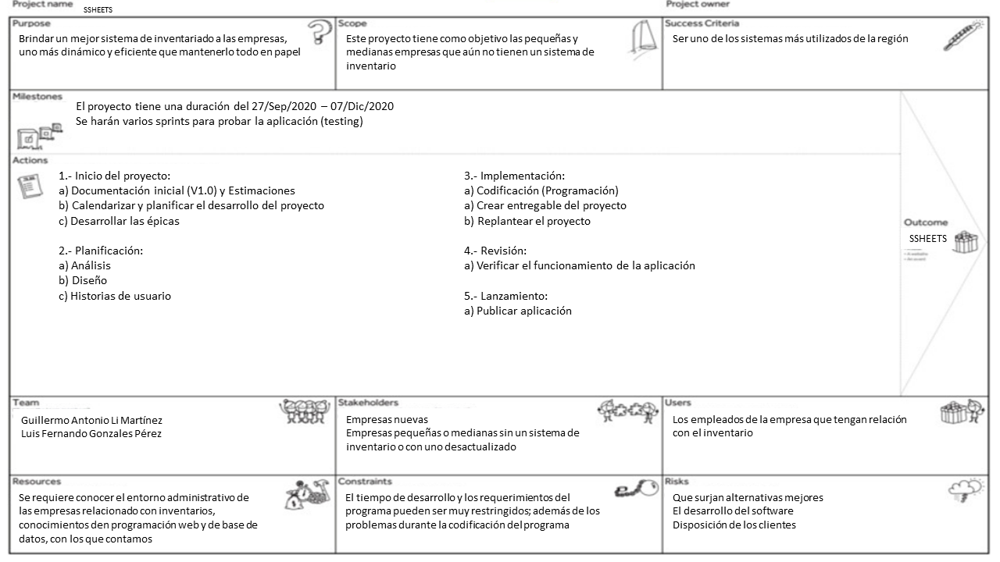 Project name
SSHEETS
Project owner
Purpose
Brindar un mejor sistema de inventariado a las empresas,
uno más dinámico y eficiente que mantenerlo todo en papel
Scope
Este proyecto tiene como objetivo las pequeñas y
medianas empresas que aún no tienen un sistema de
inventario
Success Criteria
Ser uno de los sistemas más utilizados de la región
Milestones
El proyecto tiene una duración del 27/Sep/2020 – 07/Dic/2020
Se harán varios sprints para probar la aplicación (testing)
Actions
1.- Inicio del proyecto:
a) Documentación inicial (V1.0) y Estimaciones
b) Calendarizar y planificar el desarrollo del proyecto
c) Desarrollar las épicas
2.- Planificación:
a) Análisis
b) Diseño
c) Historias de usuario
3.- Implementación:
a) Codificación (Programación)
a) Crear entregable del proyecto
b) Replantear el proyecto
4.- Revisión:
a) Verificar el funcionamiento de la aplicación
5.- Lanzamiento:
a) Publicar aplicación
Outcome
SSHEETS
Team
Guillermo Antonio Li Martínez
Luis Fernando Gonzales Pérez
Stakeholders
Empresas nuevas
Empresas pequeñas o medianas sin un sistema de
inventario o con uno desactualizado
Users
Los empleados de la empresa que tengan relación
con el inventario
Resources
Se requiere conocer el entorno administrativo de
las empresas relacionado con inventarios,
conocimientos den programación web y de base de
datos, con los que contamos
Constraints
El tiempo de desarrollo y los requerimientos del
programa pueden ser muy restringidos; además de los
problemas durante la codificación del programa
Risks
Que surjan alternativas mejores
El desarrollo del software
Disposición de los clientes